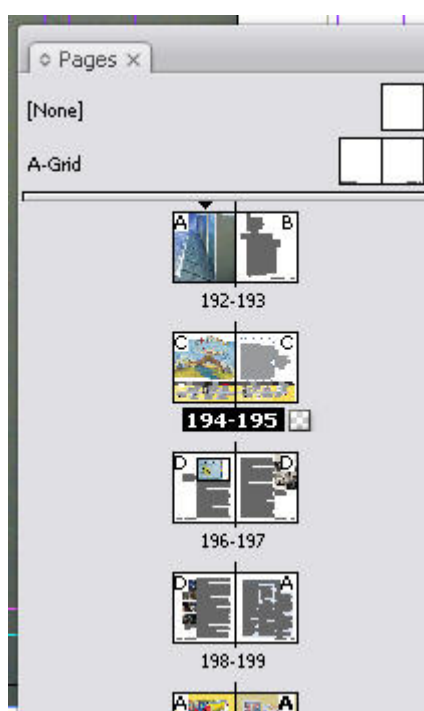 Pages
[None]
A-Grid
A B
192-193
C C
194-195
D D
196-197
D A
198-199
A A